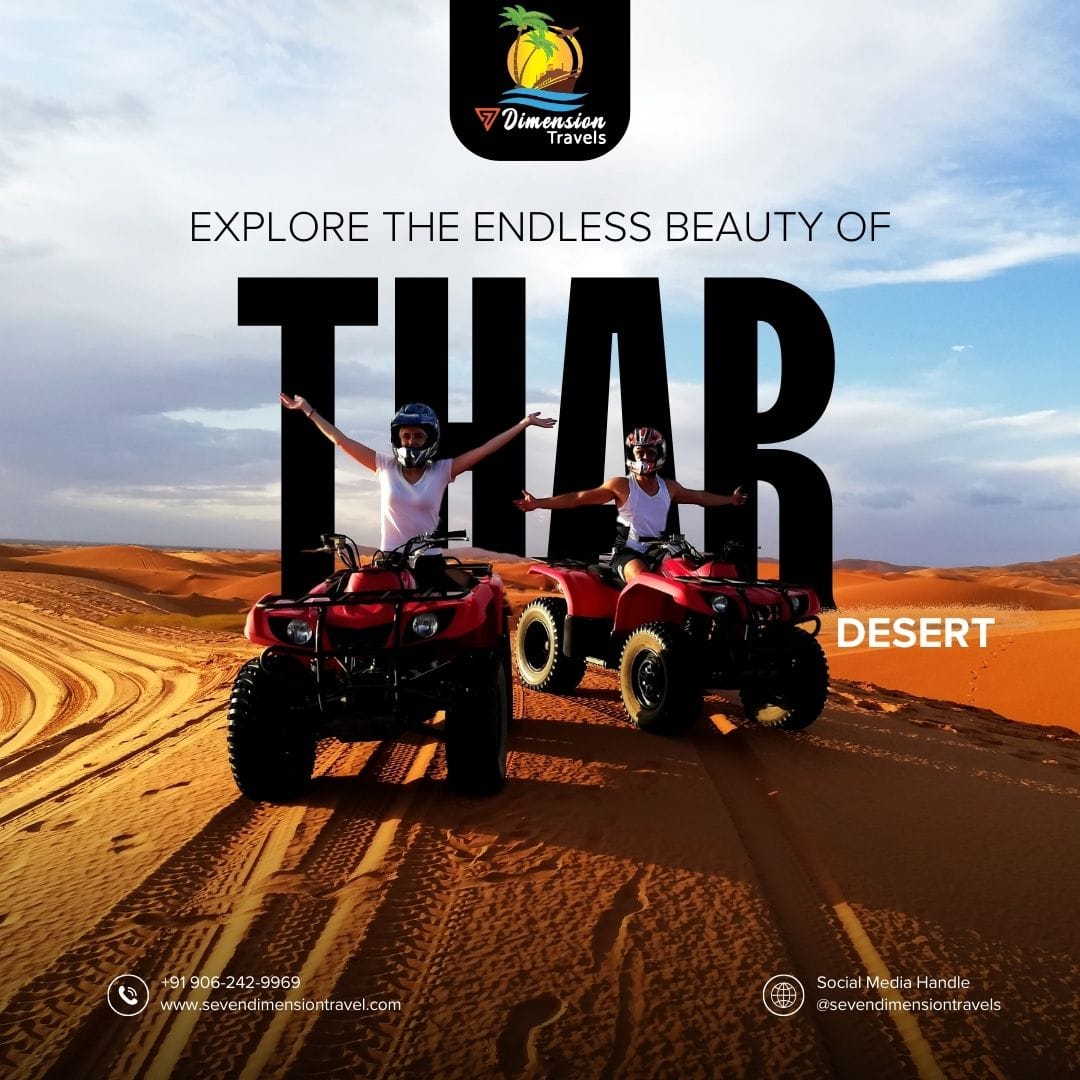 Dimension
Travels
EXPLORE THE ENDLESS BEAUTY OF
THAR
DESERT
+91 906-242-9969
www.sevendimensiontravel.com
Social Media Handle
@sevendimensiontravels